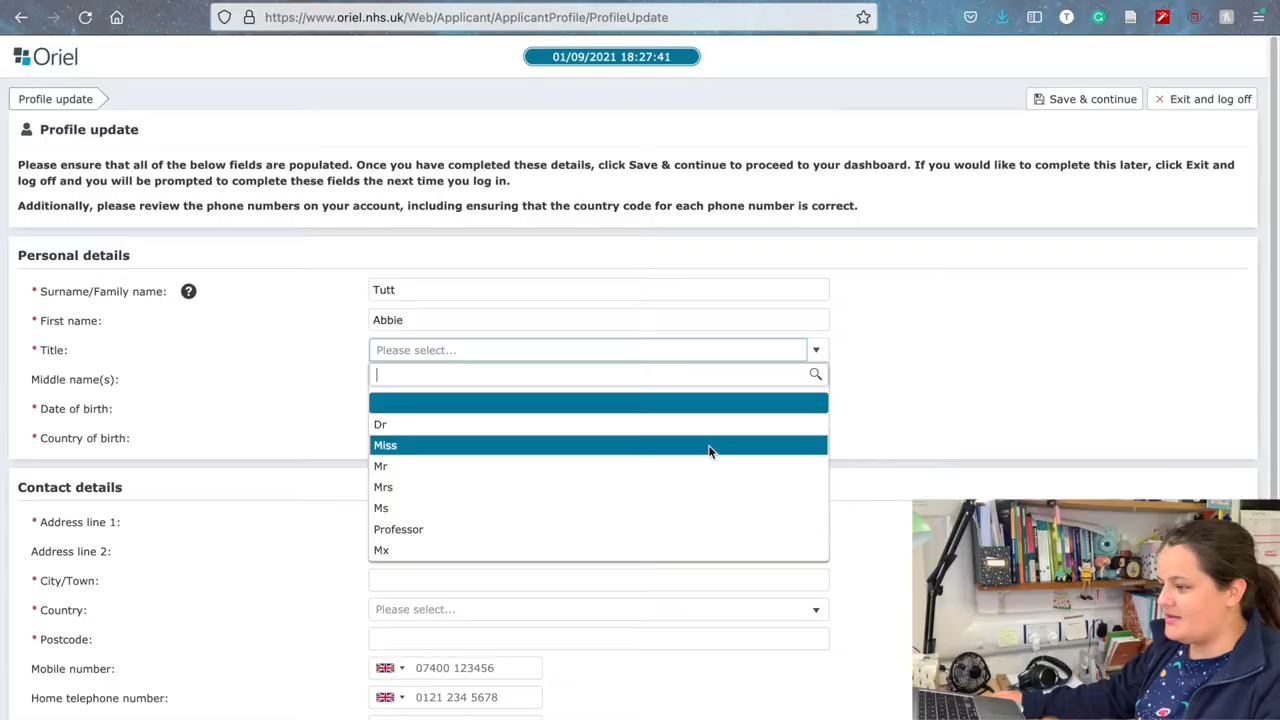 https://www.oriel.nhs.uk/Web/Applicant/ApplicantProfile/ProfileUpdate
Oriel
01/09/2021 18:27:41
Profile update
Save & continue
Exit and log off
Profile update
Please ensure that all of the below fields are populated. Once you have completed these details, click Save & continue to proceed to your dashboard. If you would like to complete this later, click Exit and
log off and you will be prompted to complete these fields the next time you log in.
Additionally, please review the phone numbers on your account, including ensuring that the country code for each phone number is correct.
Personal details
* Surname/Family name: ? Tutt
* First name: Abbie
* Title: Please select...
Middle name(s):
* Date of birth:
Dr
* Country of birth:
Miss
Mr
Mrs
Ms
Professor
Mx
Contact details
* Address line 1:
Address line 2:
* City/Town:
* Country: Please select...
* Postcode:
Mobile number: 07400 123456
Home telephone number: 0121 234 5678